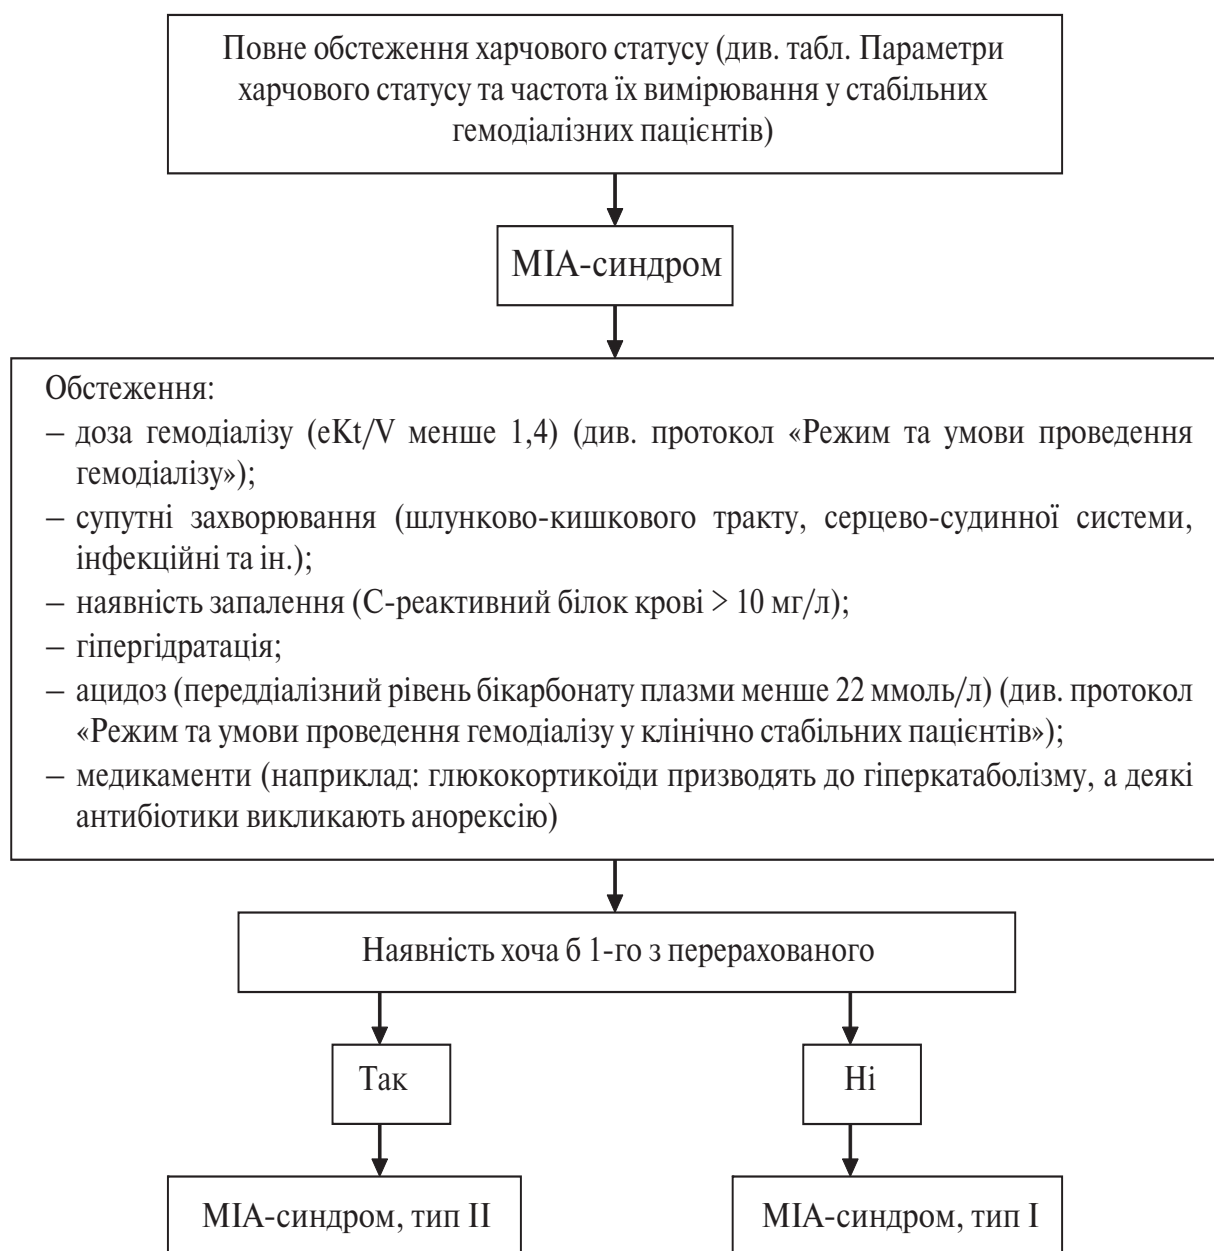 Повне обстеження харчового статусу (див. табл. Параметри
харчового статусу та частота їх вимірювання у стабільних
гемодіалізних пацієнтів)
МІА-синдром
Обстеження:
– доза гемодіалізу (eKt/V менше 1,4) (див. протокол «Режим та умови проведення
гемодіалізу»);
– супутні захворювання (шлунково-кишкового тракту, серцево-судинної системи,
інфекційні та ін.);
– наявність запалення (С-реактивний білок крові > 10 мг/л);
– гіпергідратація;
– ацидоз (переддіалізний рівень бікарбонату плазми менше 22 ммоль/л) (див. протокол
«Режим та умови проведення гемодіалізу у клінічно стабільних пацієнтів»);
– медикаменти (наприклад: глюкокортикоїди призводять до гіперкатаболізму, а деякі
антибіотики викликають анорексію)
Наявність хоча б 1-го з перерахованого
Так
Ні
МІА-синдром, тип II
МІА-синдром, тип I